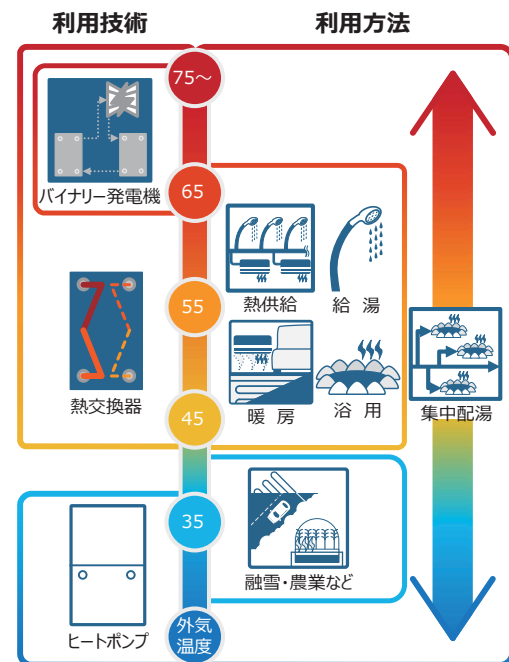 利用技術
利用方法
75～
バイナリー発電機
65
熱供給
給 湯
55
熱交換器
暖 房
浴 用
集中配湯
45
35
融雪・農業など
ヒートポンプ
外気
温度